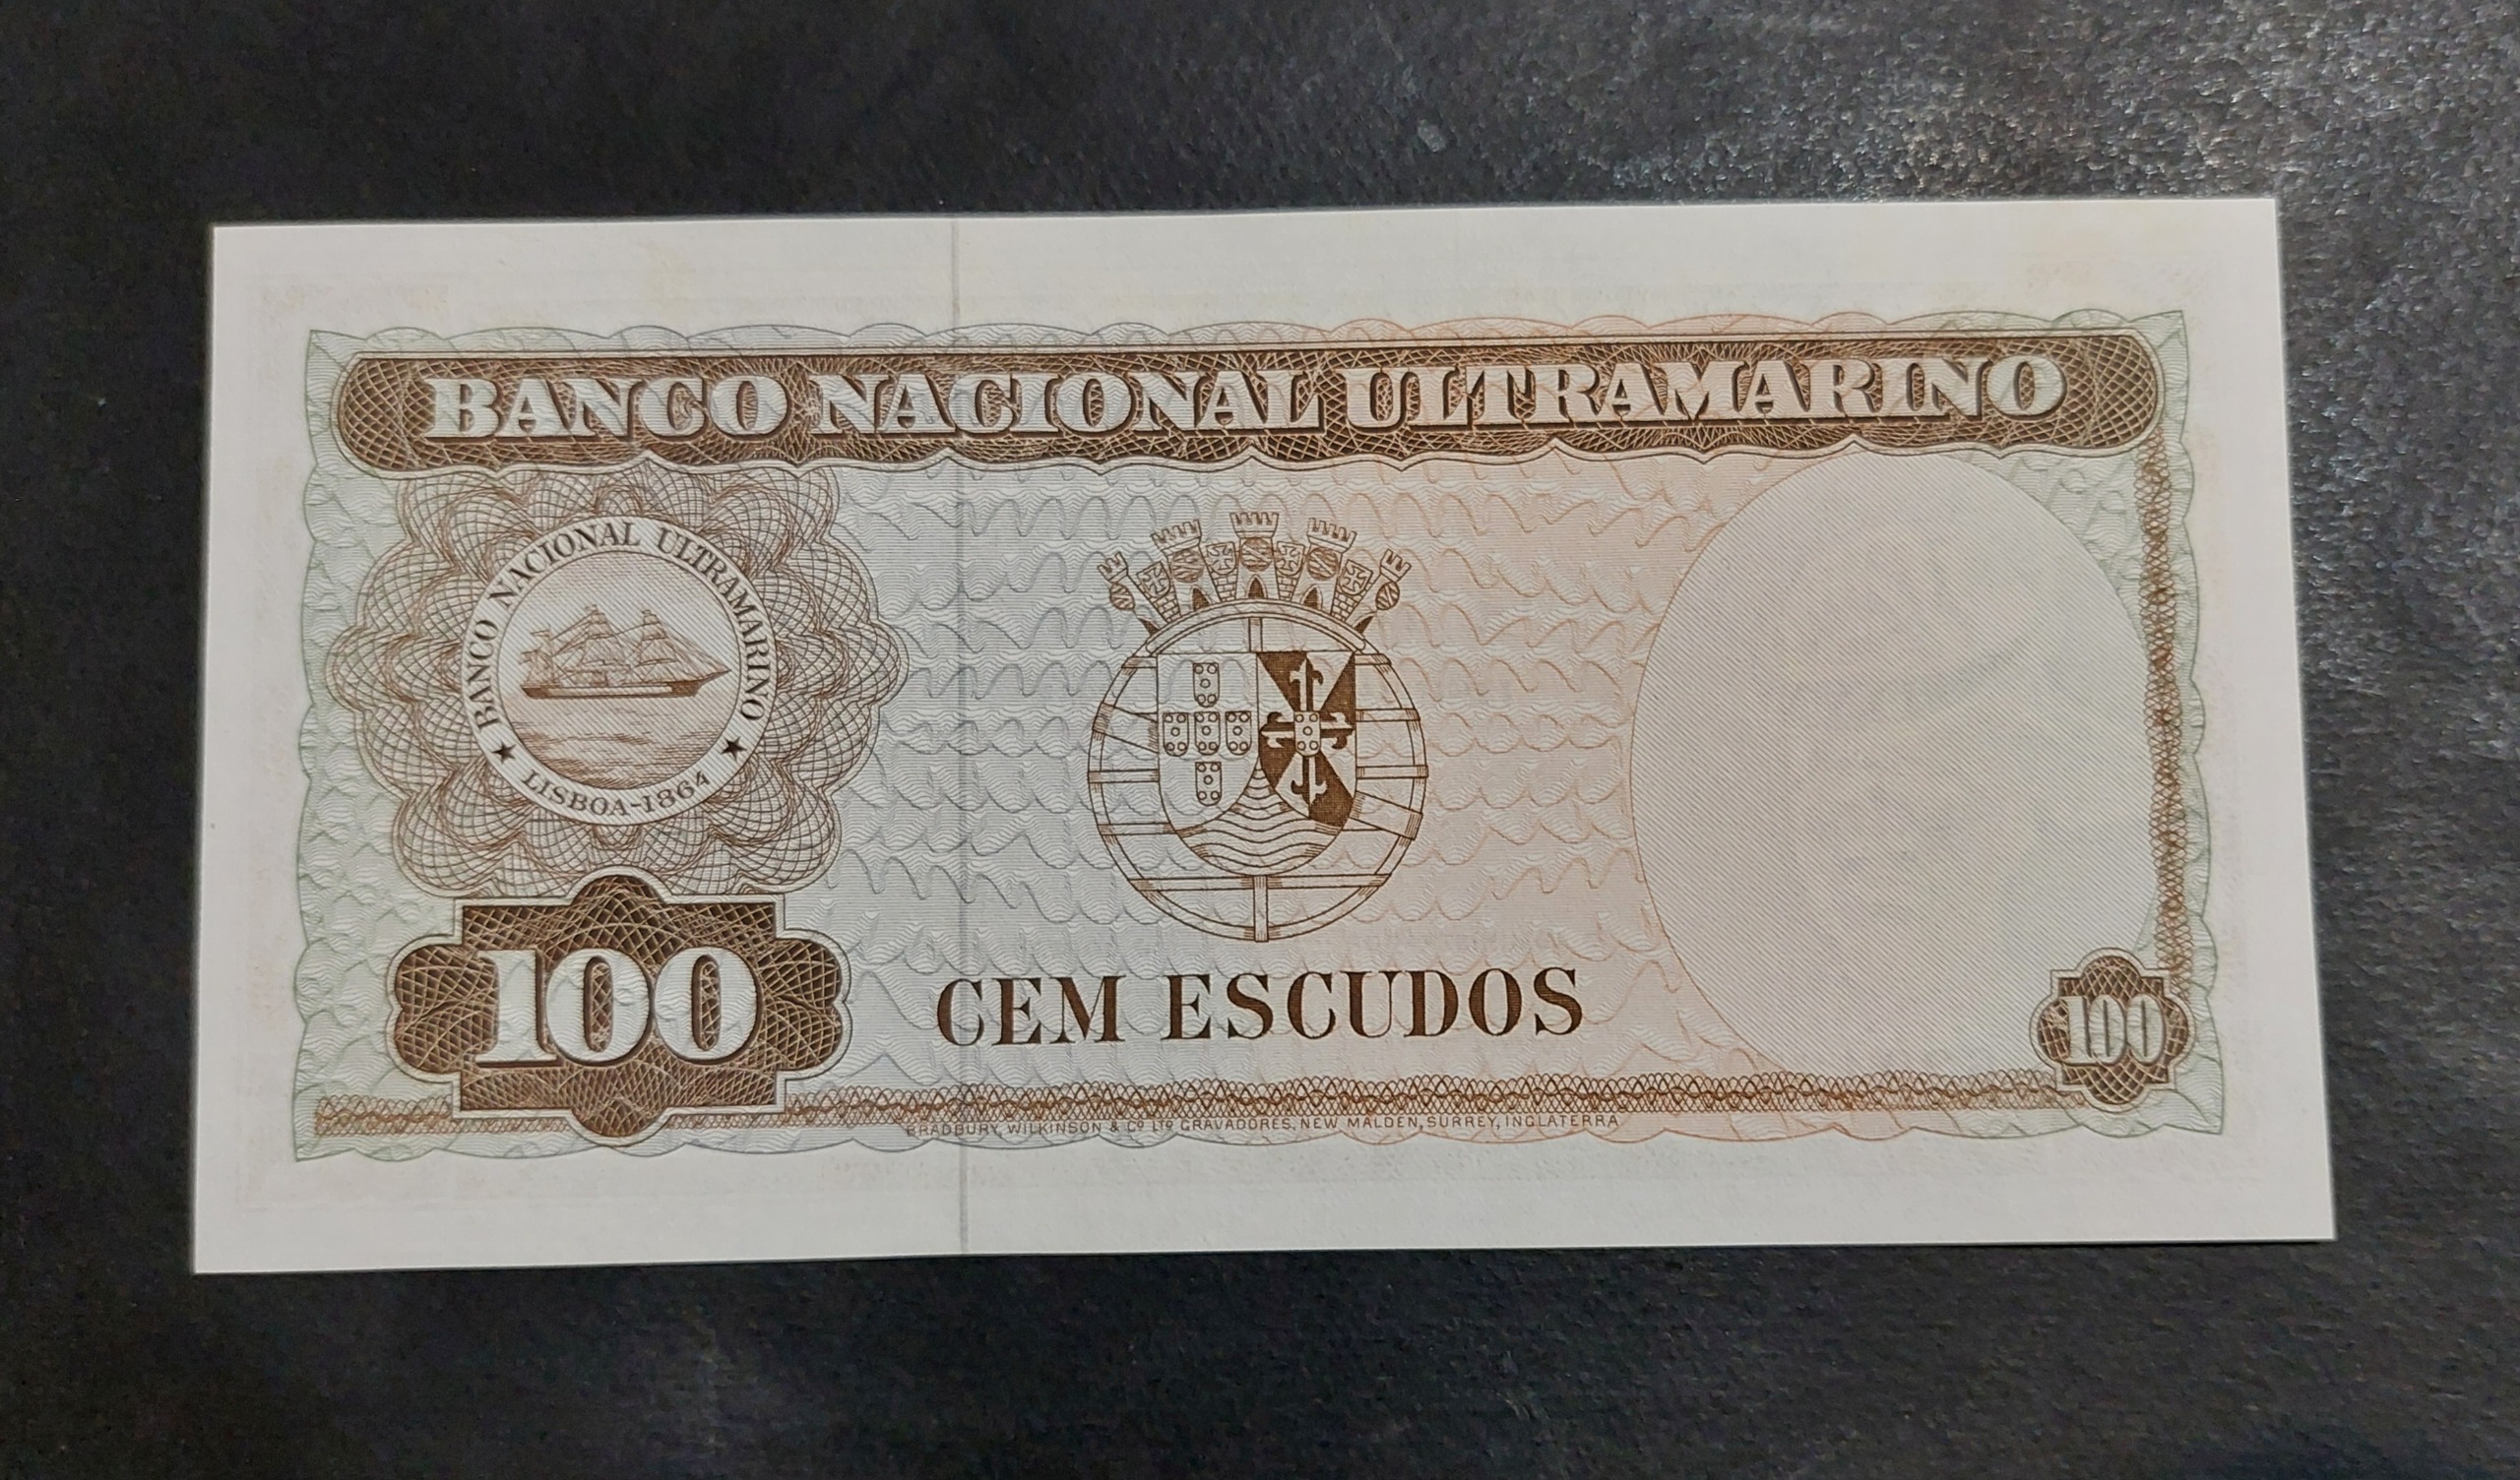 BANCO NACIONAL ULTRAMARINO
BANCO NACIONAL ULTRAMARINO
★ LISBOA-1864 ★
100
CEM ESCUDOS
100
BRADBURY, WILKINSON & Cº LTD GRAVADORES, NEW MALDEN, SURREY, INGLATERRA